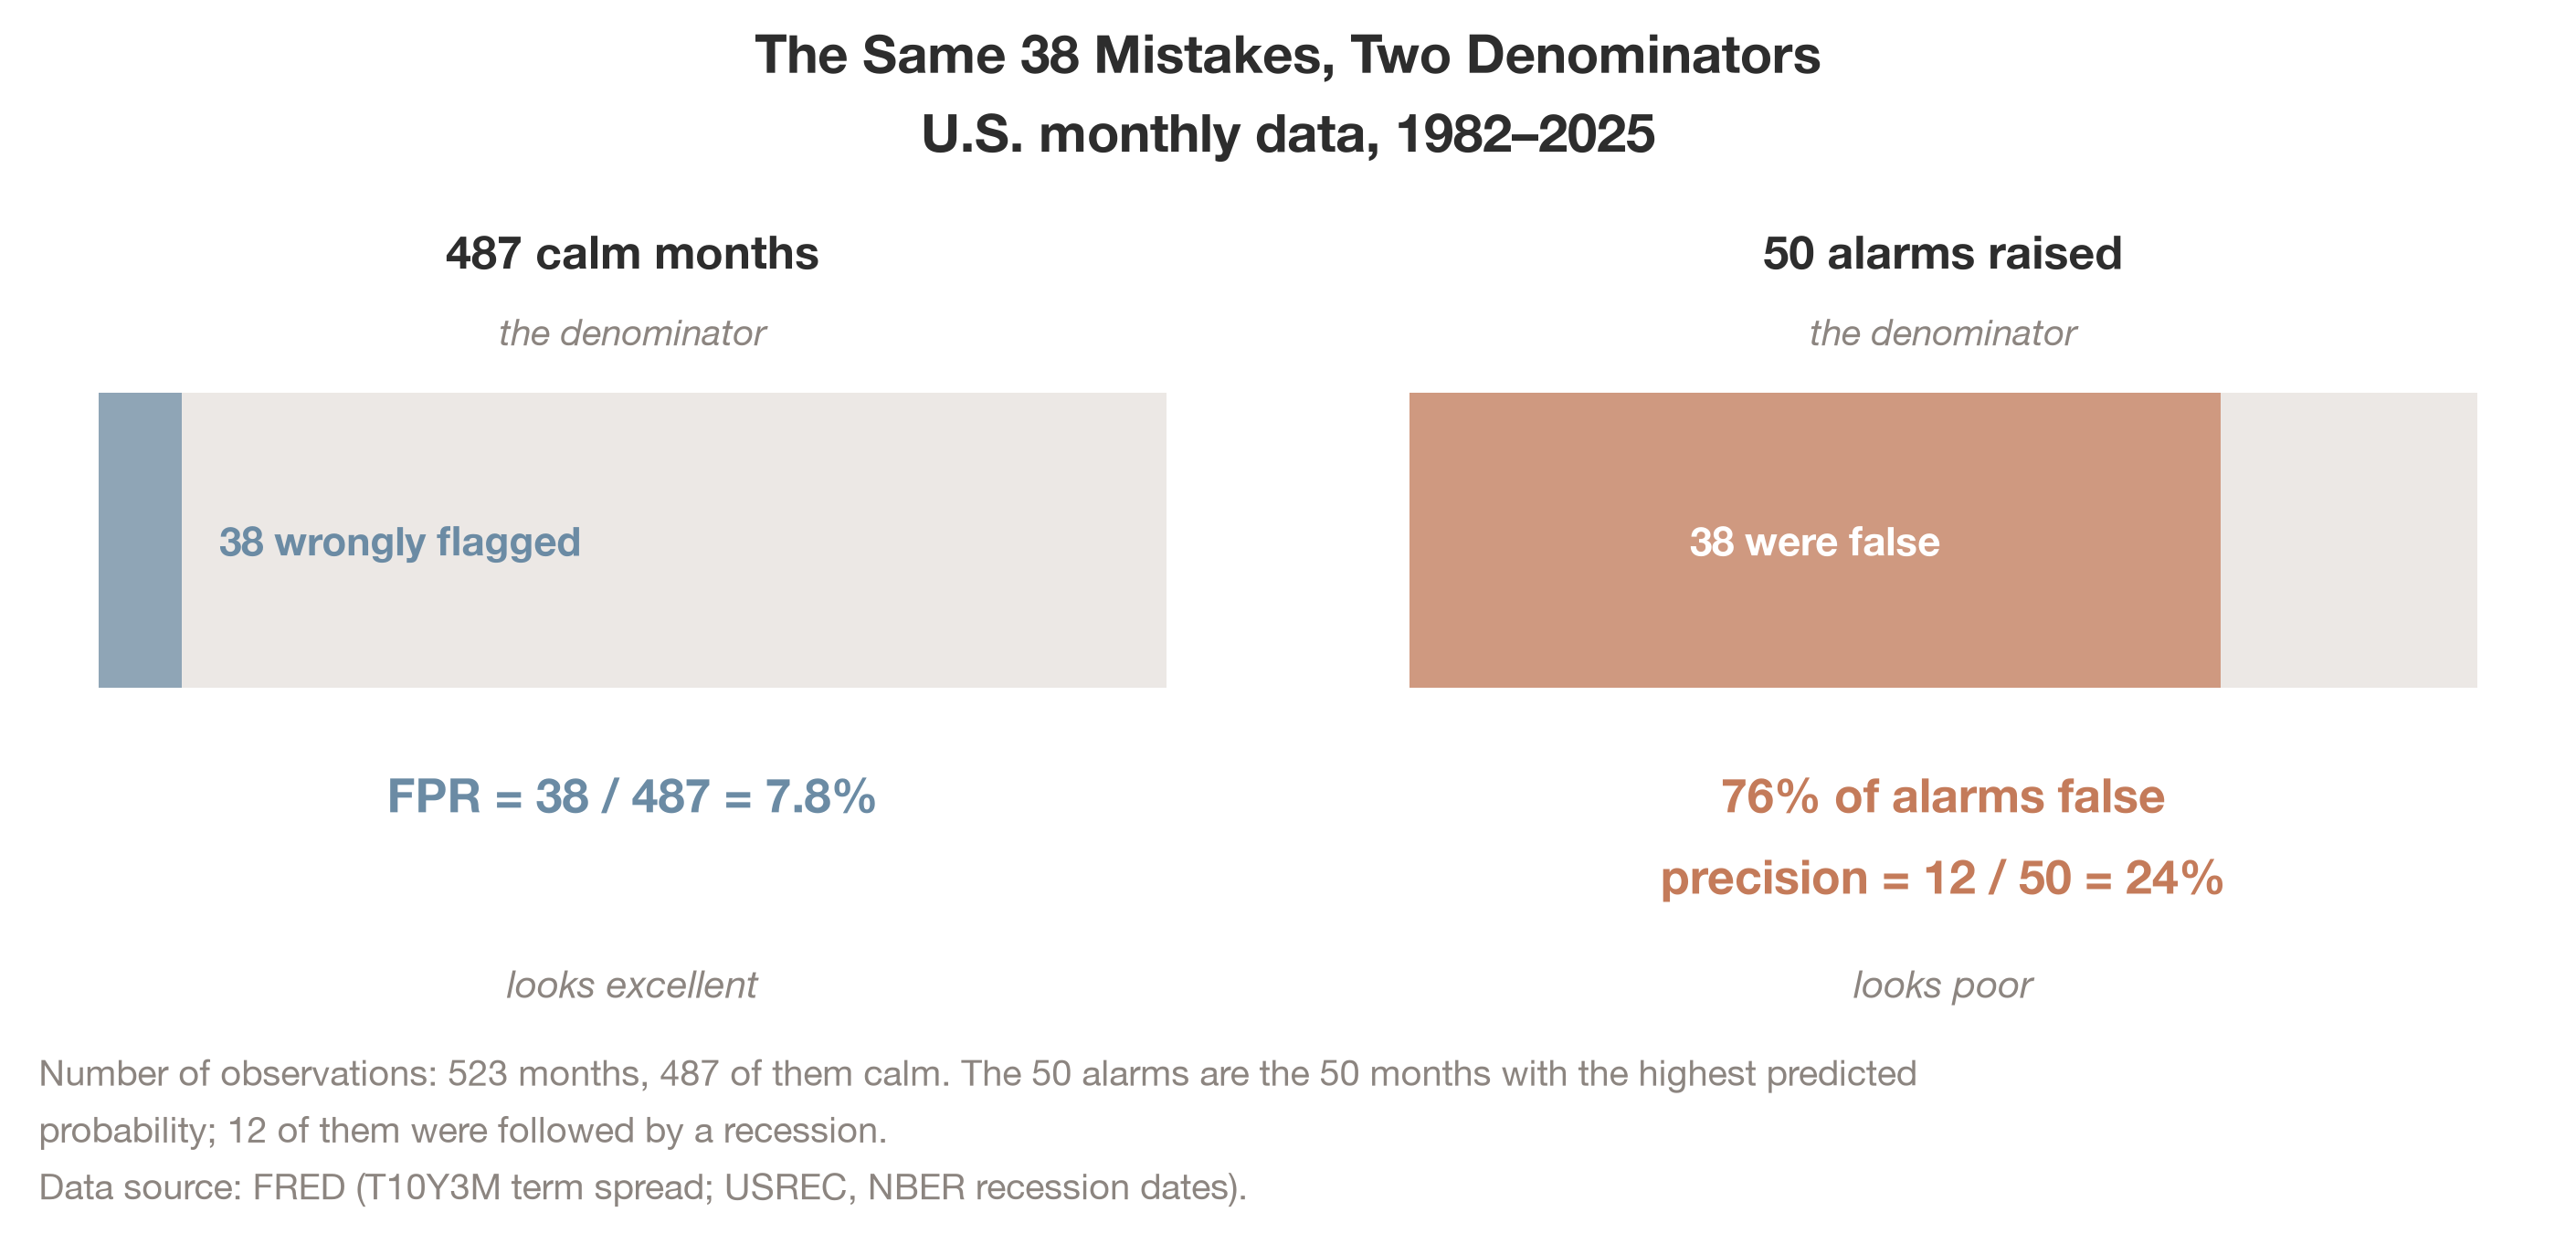 The Same 38 Mistakes, Two Denominators
U.S. monthly data, 1982–2025
487 calm months
the denominator
38 wrongly flagged
FPR = 38 / 487 = 7.8%
looks excellent
50 alarms raised
the denominator
38 were false
76% of alarms false
precision = 12 / 50 = 24%
looks poor
Number of observations: 523 months, 487 of them calm. The 50 alarms are the 50 months with the highest predicted
probability; 12 of them were followed by a recession.
Data source: FRED (T10Y3M term spread; USREC, NBER recession dates).